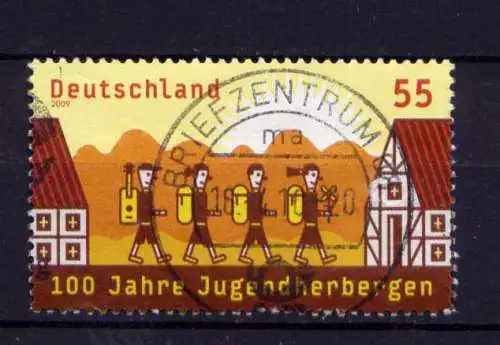 Deutschland 55
2009
BRIEFZENTRUM
ma
100 Jahre Jugendherbergen